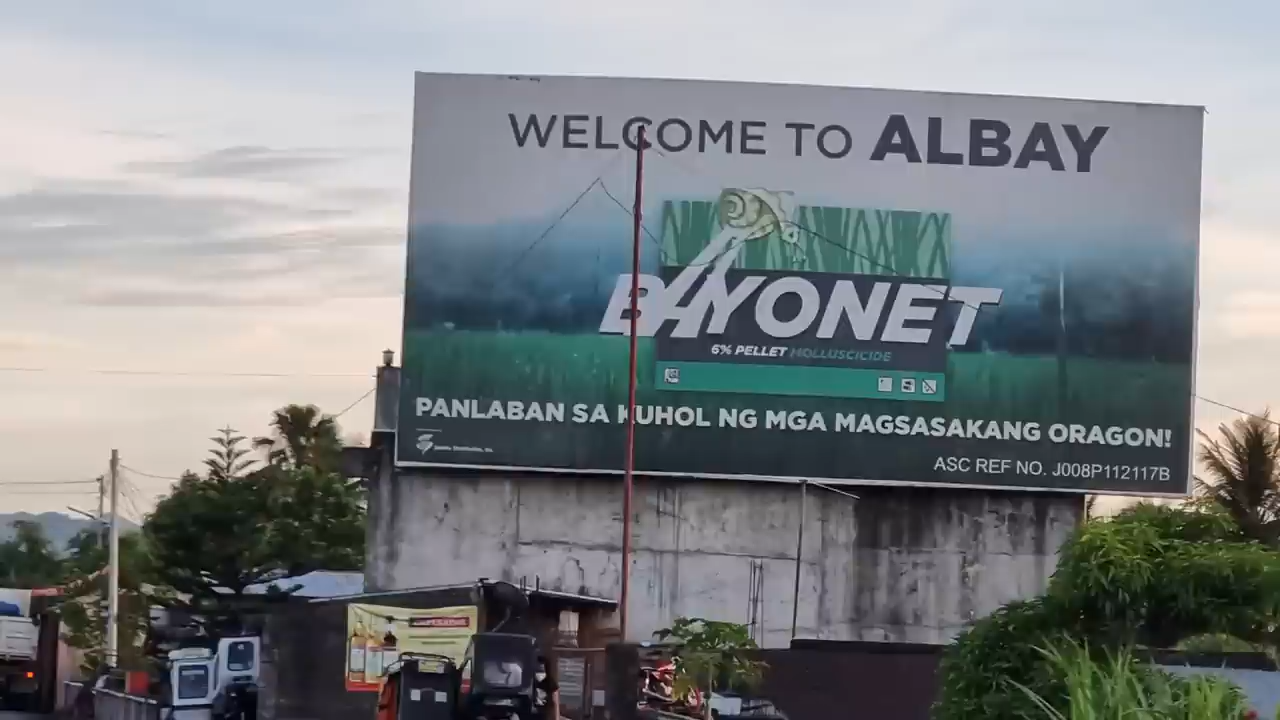 WELCOME TO ALBAY
BAYONET
6% PELLET MOLLUSCICIDE
PANLABAN SA KUHOL NG MGA MAGSASAKANG ORAGON!
ASC REF NO. J008P112117B